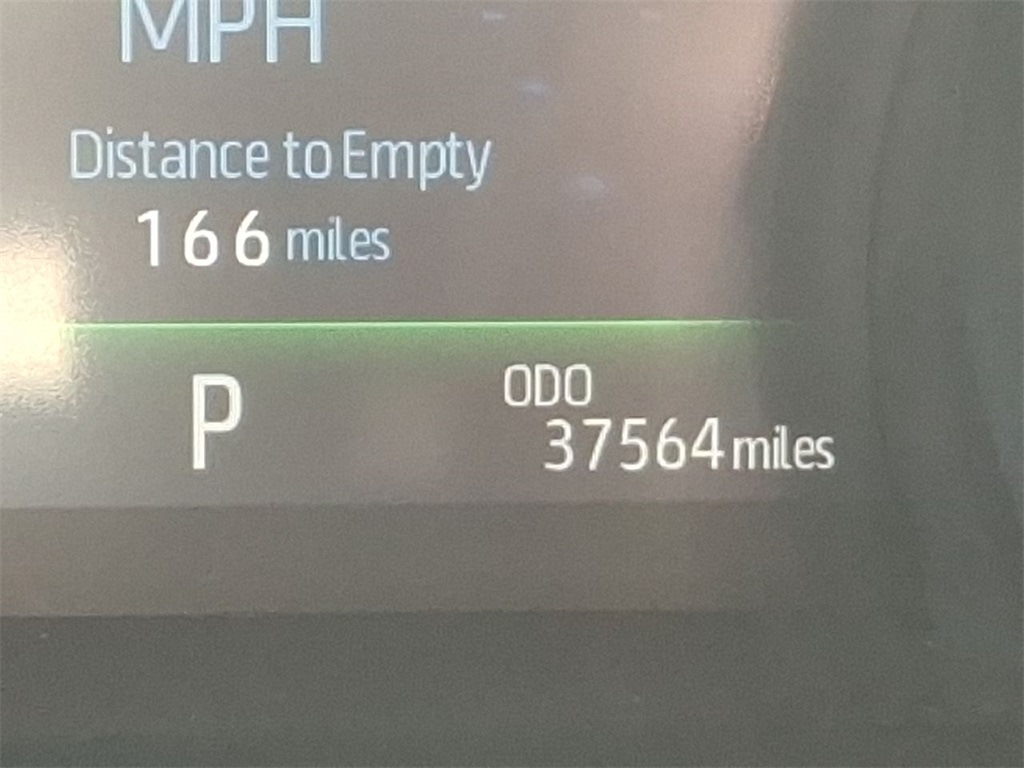 MPH
Distance to Empty
166 miles
P
ODO
37564 miles